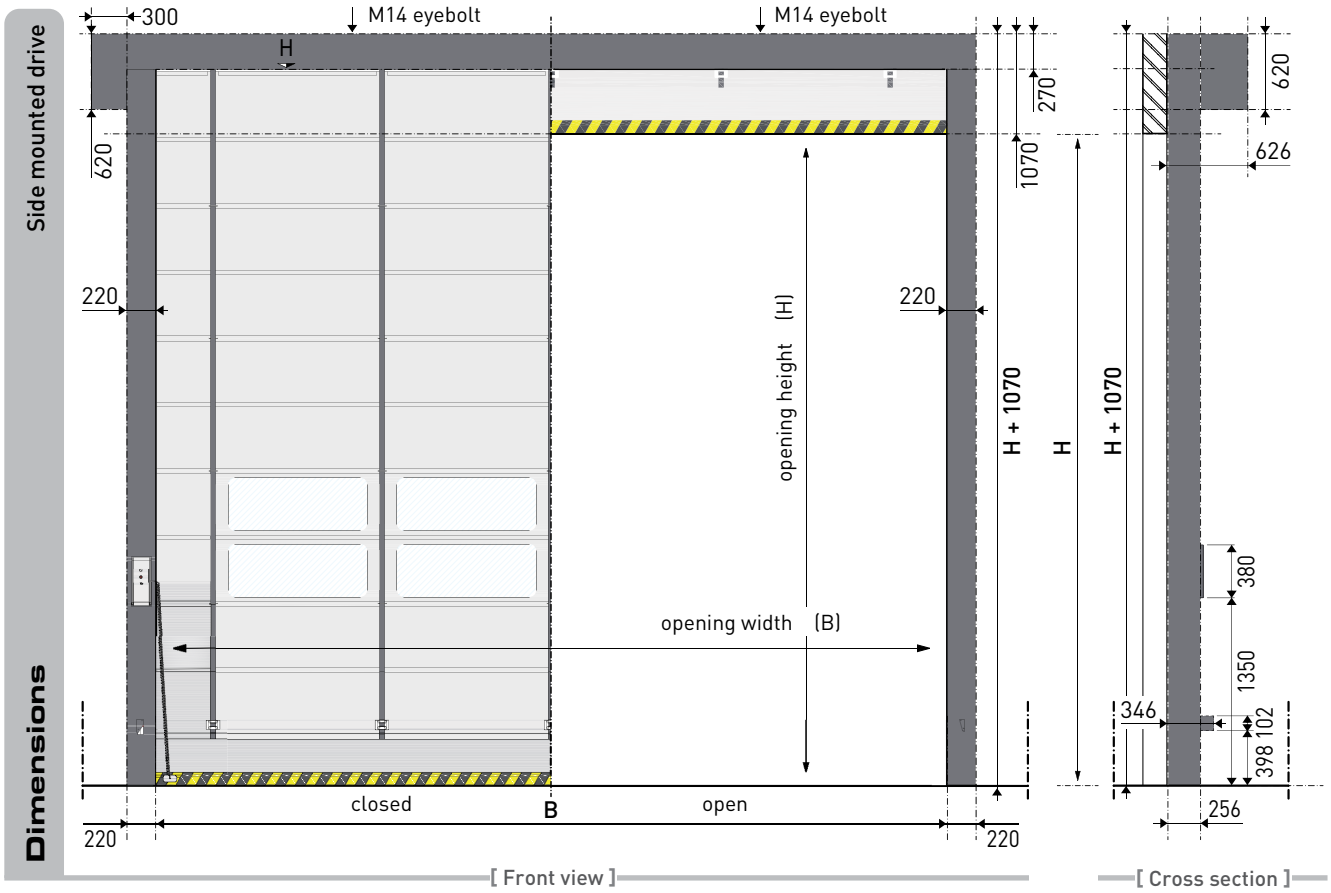 Side mounted drive
Dimensions
300
M14 eyebolt
M14 eyebolt
H
620
270
1070
620
626
220
220
opening height (H)
H + 1070
H
H + 1070
opening width (B)
380
1350
346
102
398
256
closed
B
open
220
220
[ Front view ]
[ Cross section ]